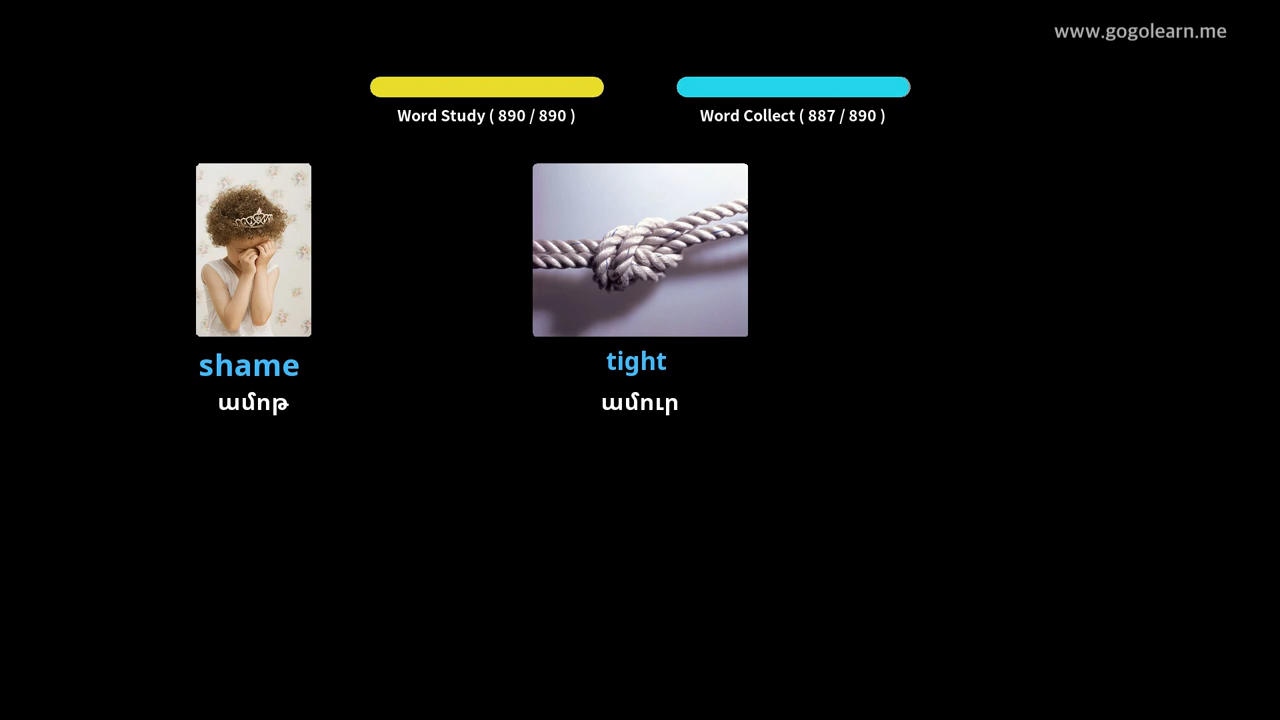 www.gogolearn.me
Word Study ( 890 / 890 )
Word Collect ( 887 / 890 )
shame
ամոթ
tight
ամուր